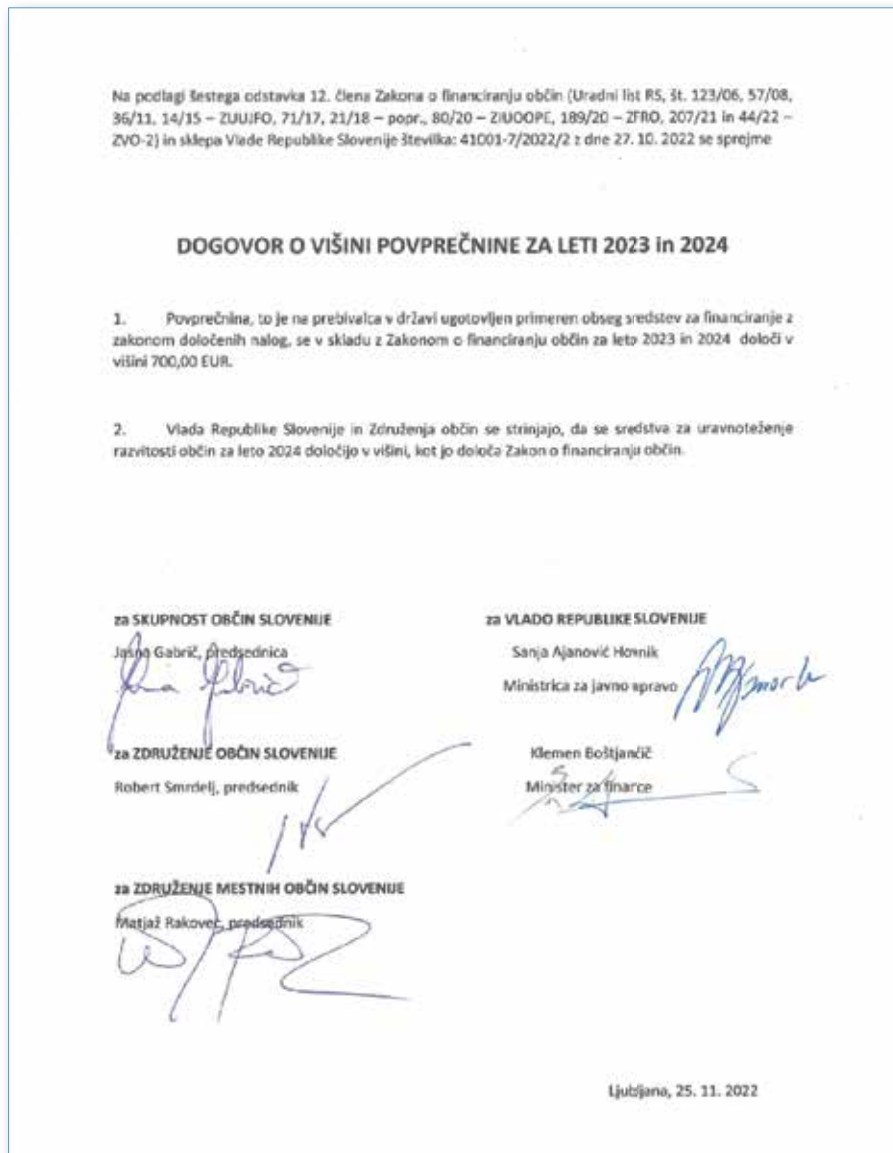 Na podlagi šestega odstavka 12. člena Zakona o financiranju občin (Uradni list RS, št. 123/06, 57/08,
36/11, 14/15 – ZUUJFO, 71/17, 21/18 – popr., 80/20 – ZIUOOPE, 189/20 – ZFRO, 207/21 in 44/22 –
ZVO-2) in sklepa Vlade Republike Slovenije številka: 41001-7/2022/2 z dne 27. 10. 2022 se sprejme
DOGOVOR O VIŠINI POVPREČNINE ZA LETI 2023 in 2024
1. Povprečnina, to je na prebivalca v državi ugotovljen primeren obseg sredstev za financiranje z
zakonom določenih nalog, se v skladu z Zakonom o financiranju občin za leto 2023 in 2024 določi v
višini 700,00 EUR.
2. Vlada Republike Slovenije in Združenja občin se strinjajo, da se sredstva za uravnoteženje
razvitosti občin za leto 2024 določijo v višini, kot jo določa Zakon o financiranju občin.
za SKUPNOST OBČIN SLOVENIJE
Jasna Gabrič, predsednica
za ZDRUŽENJE OBČIN SLOVENIJE
Robert Smrdelj, predsednik
za ZDRUŽENJE MESTNIH OBČIN SLOVENIJE
Matjaž Rakovec, predsednik
za VLADO REPUBLIKE SLOVENIJE
Sanja Ajanović Hovnik
Ministrica za javno upravo
Klemen Boštjančič
Minister za finance
Ljubljana, 25. 11. 2022